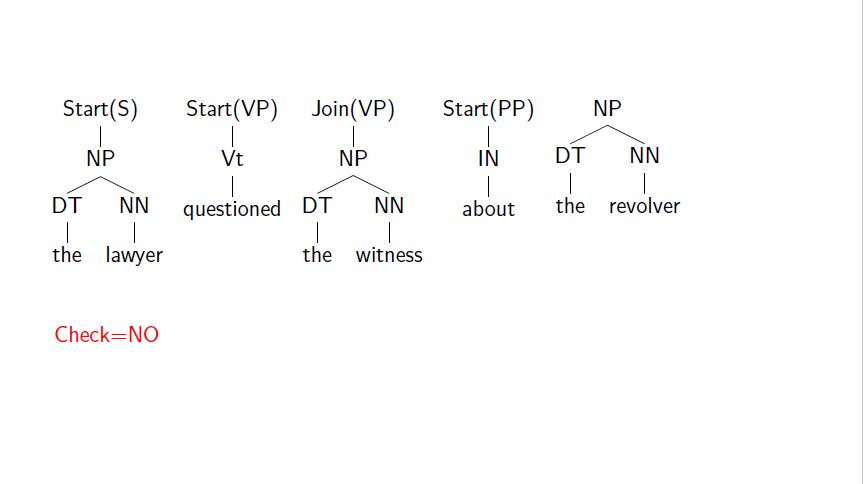 Start(S) Start(VP) Join(VP) Start(PP) NP
NP Vt NP IN DT NN
DT NN questioned DT NN about the revolver
the lawyer the witness
Check=NO